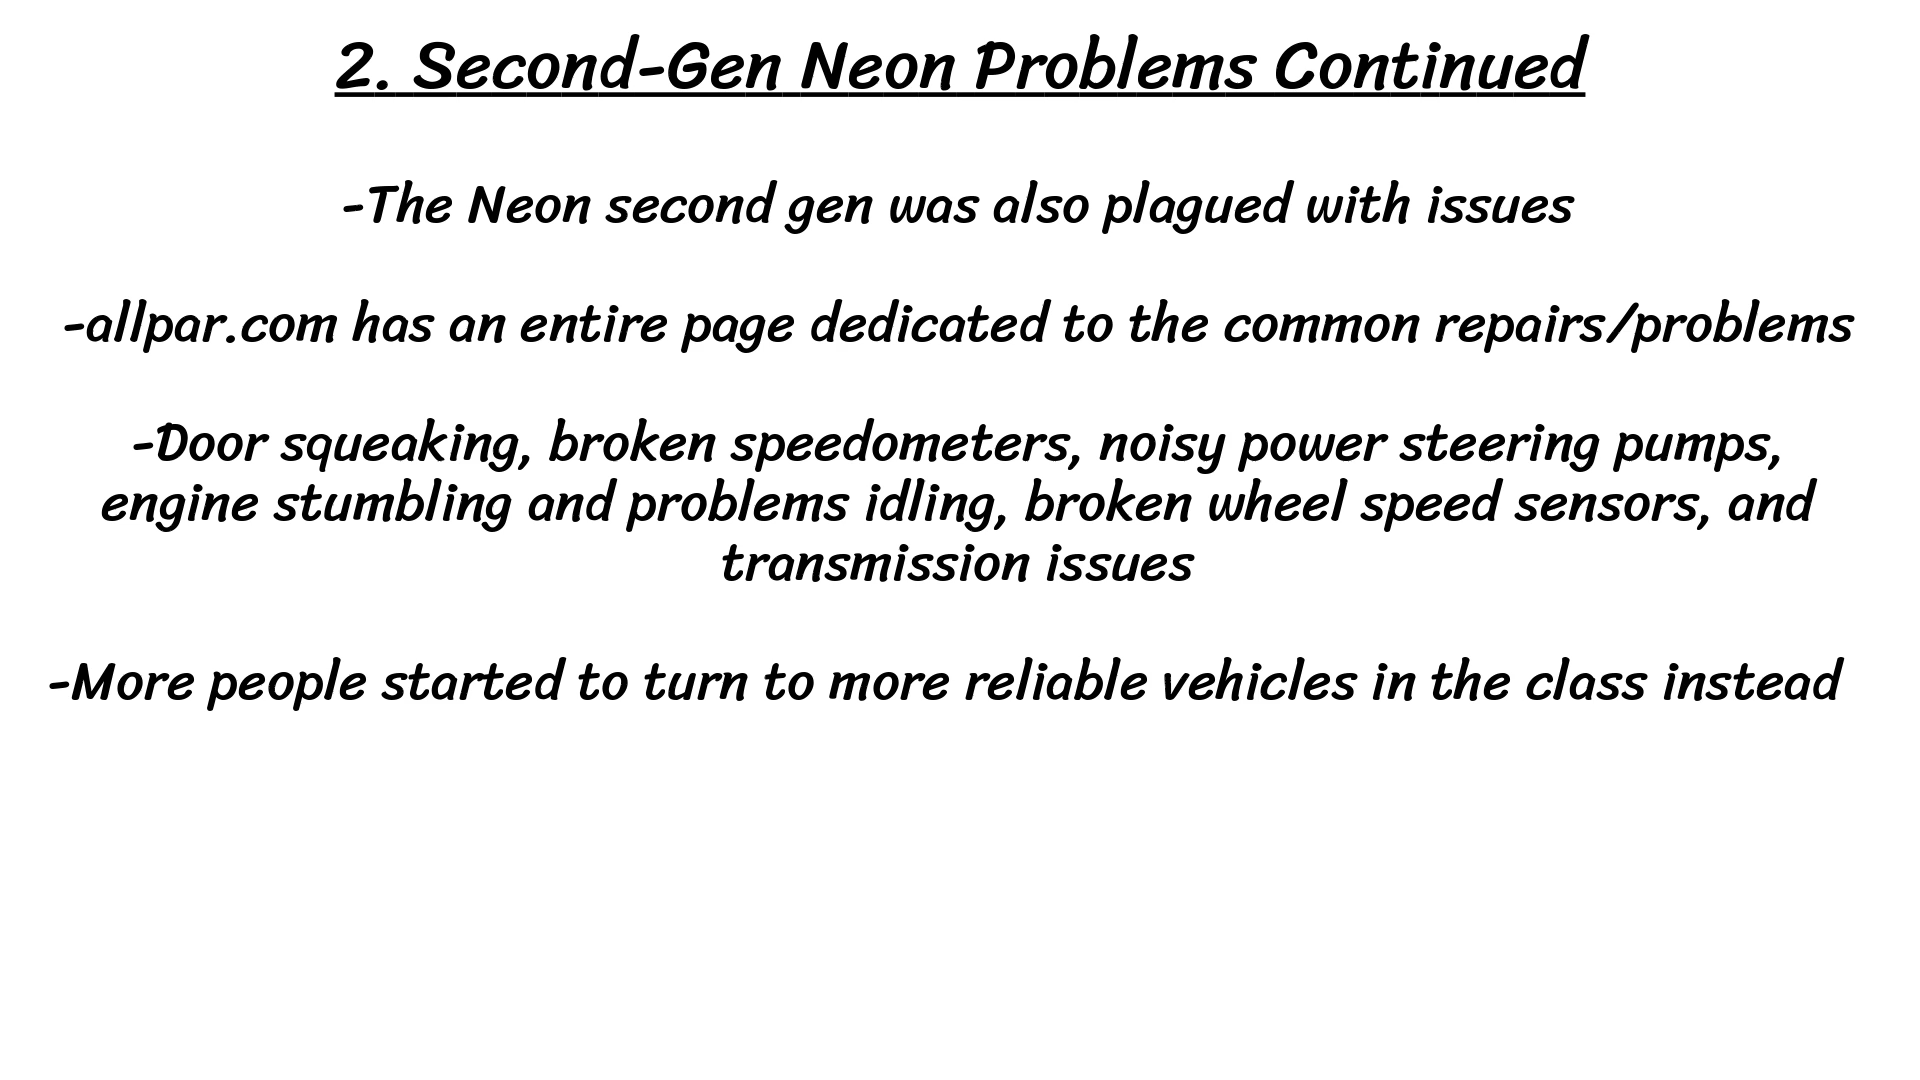 2. Second-Gen Neon Problems Continued
-The Neon second gen was also plagued with issues
-allpar.com has an entire page dedicated to the common repairs/problems
-Door squeaking, broken speedometers, noisy power steering pumps,
engine stumbling and problems idling, broken wheel speed sensors, and
transmission issues
-More people started to turn to more reliable vehicles in the class instead